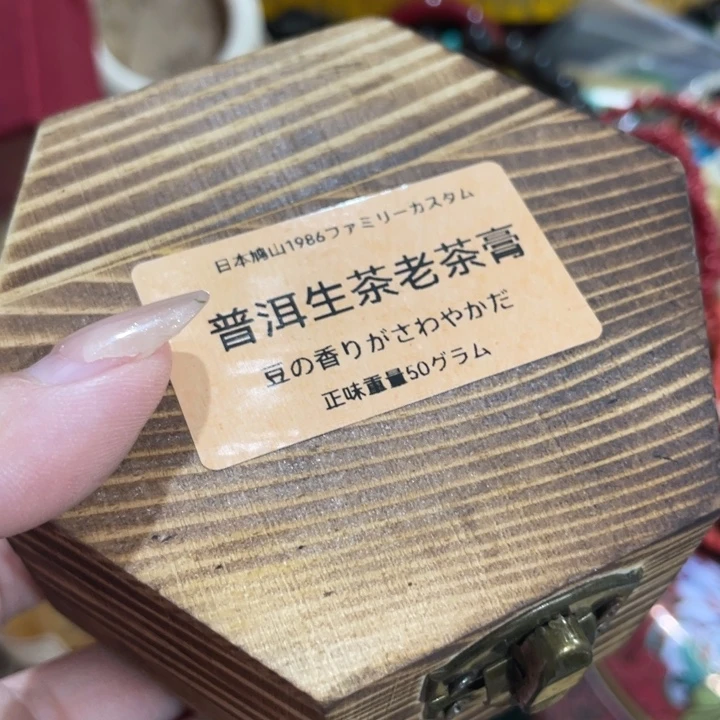 日本鳩山1986ファミリーカスタム
普洱生茶老茶膏
豆の香りがさわやかだ
正味重量50グラム